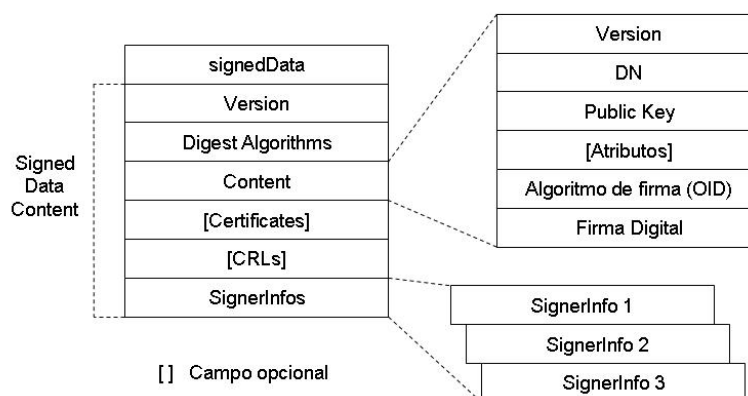 signedData
Version
Digest Algorithms
Content
[Certificates]
[CRLs]
SignerInfos
Signed
Data
Content
Version
DN
Public Key
[Atributos]
Algoritmo de firma (OID)
Firma Digital
SignerInfo 1
SignerInfo 2
SignerInfo 3
[ ] Campo opcional